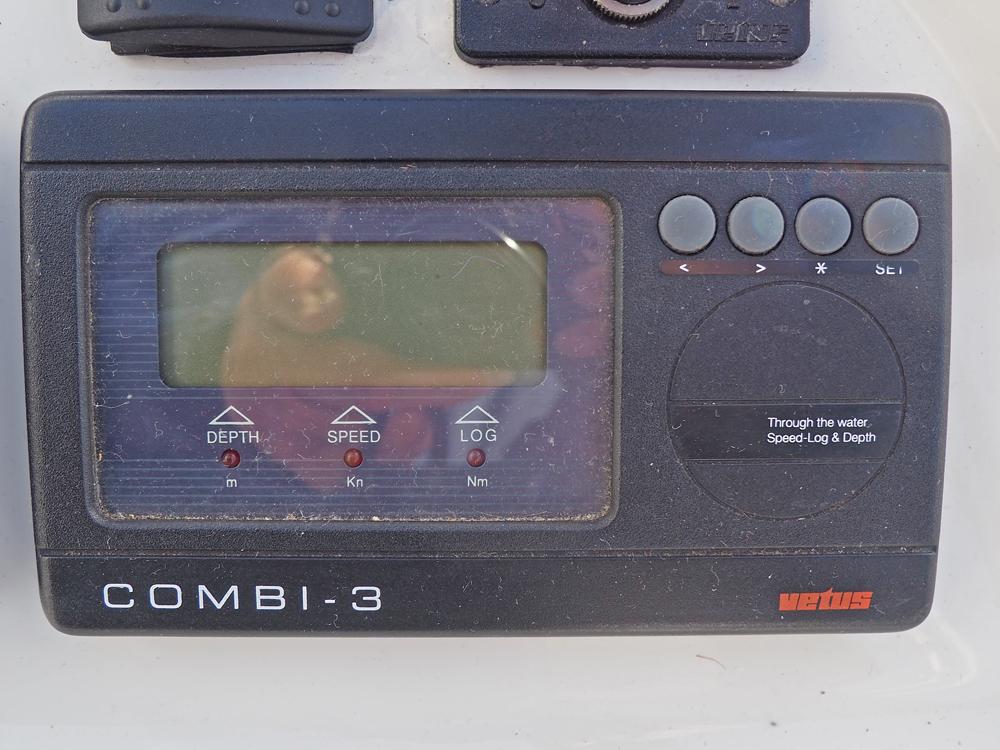 < > * SET
Through the water
Speed-Log & Depth
DEPTH SPEED LOG
m Kn Nm
COMBI-3
vetus